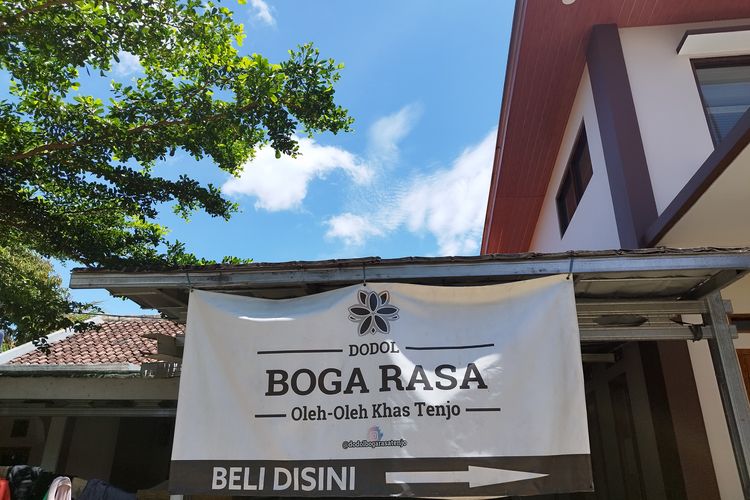 DODOL
BOGA RASA
Oleh-Oleh Khas Tenjo
@dodolbogarasatenjo
BELI DISINI